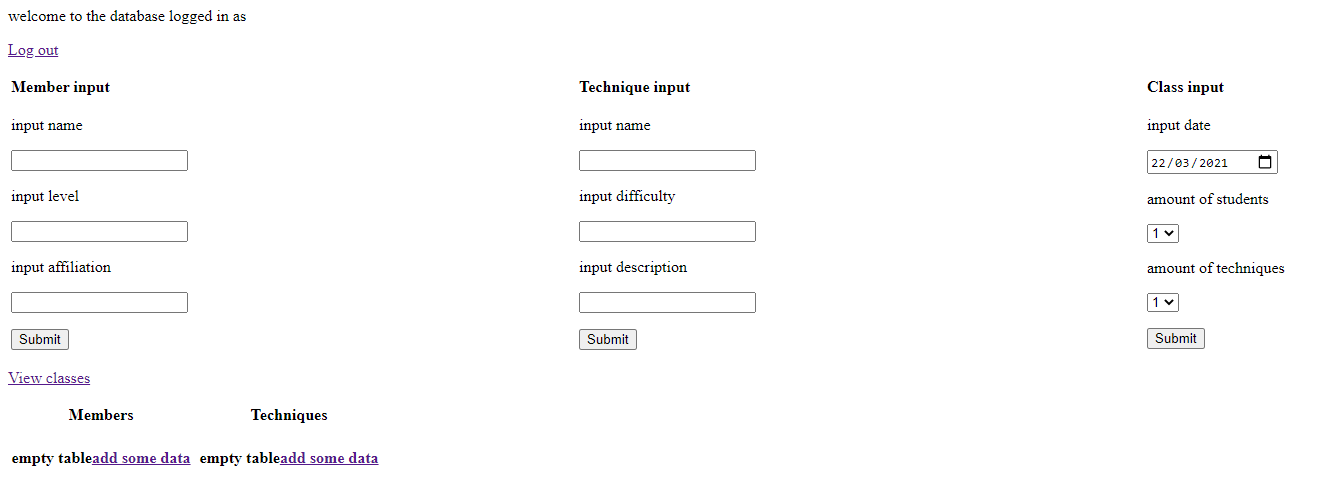 welcome to the database logged in as
Log out
Member input
input name
input level
input affiliation
Submit
Technique input
input name
input difficulty
input description
Submit
Class input
input date
22/03/2021
amount of students
1
amount of techniques
1
Submit
View classes
Members Techniques
empty tableadd some data empty tableadd some data